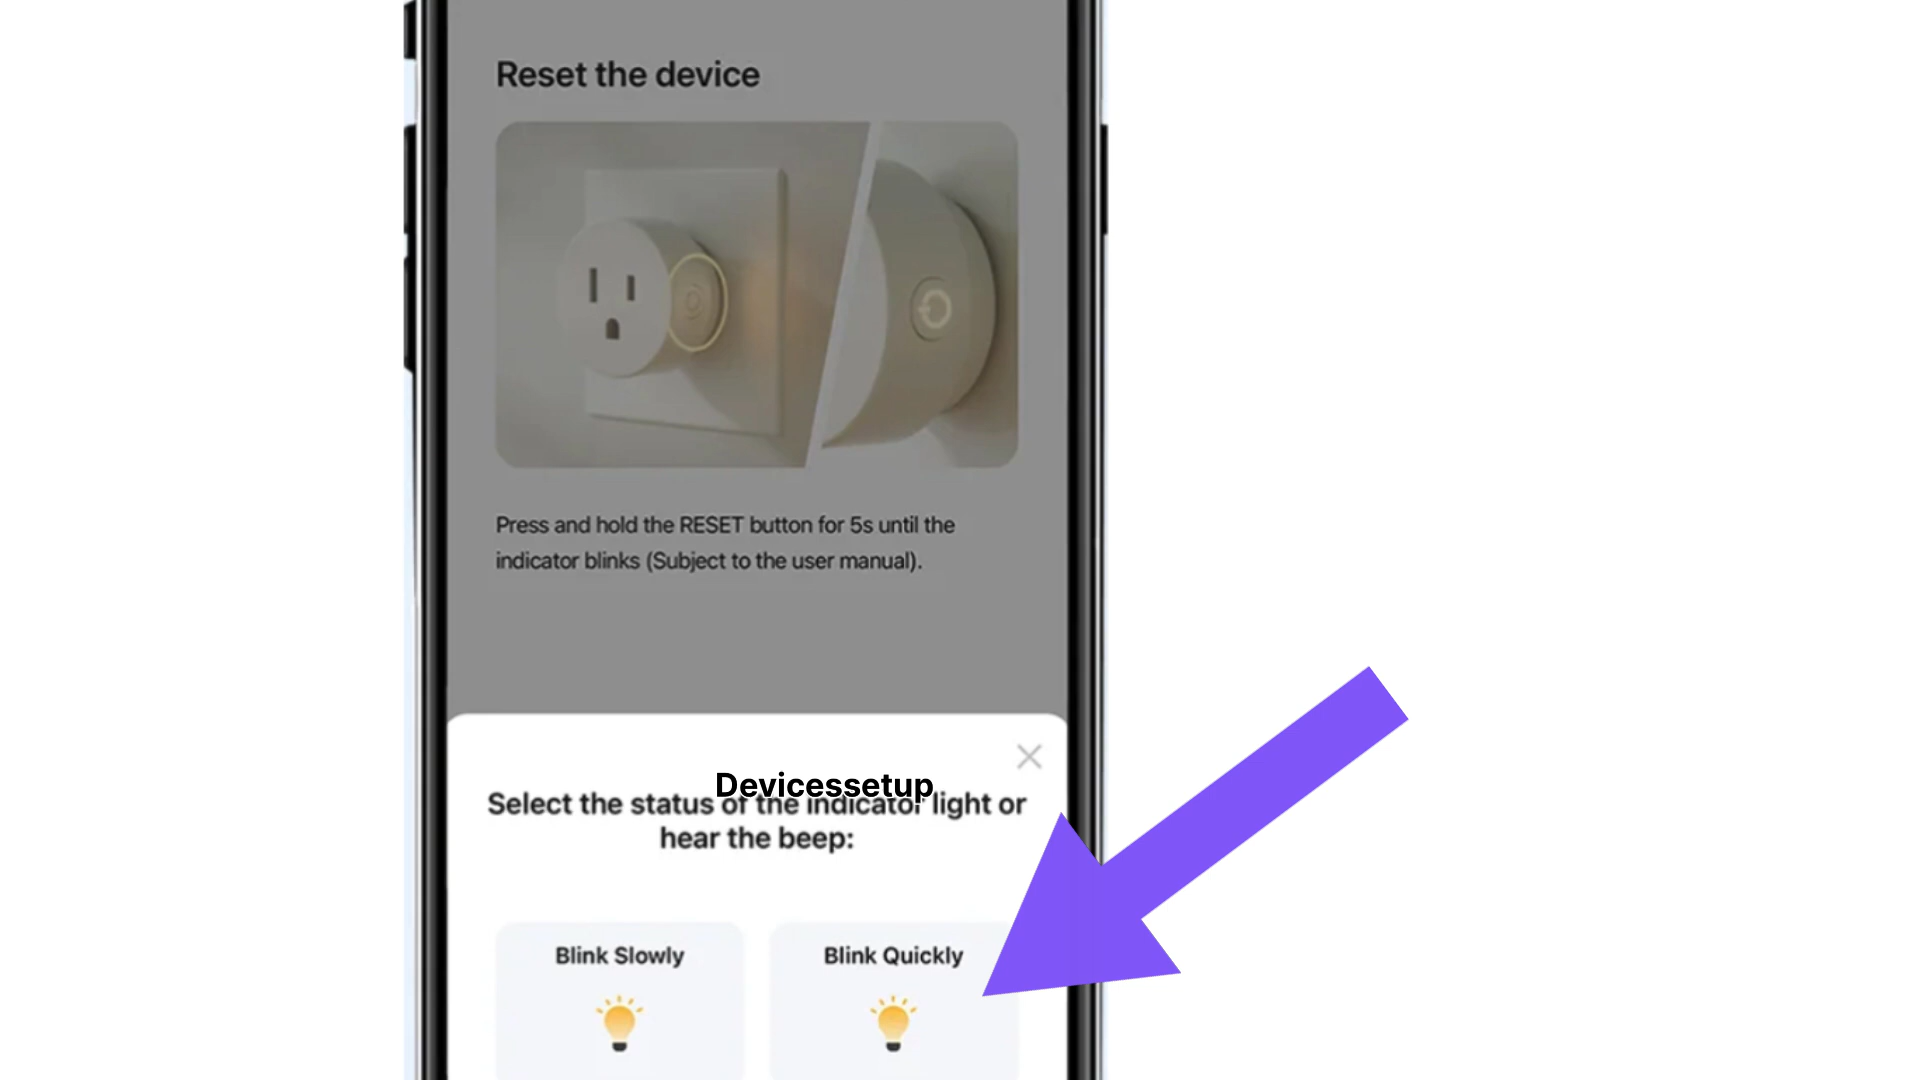 Reset the device
Press and hold the RESET button for 5s until the
indicator blinks (Subject to the user manual).
Devicessetup
Select the status of the indicator light or
hear the beep:
Blink Slowly
Blink Quickly